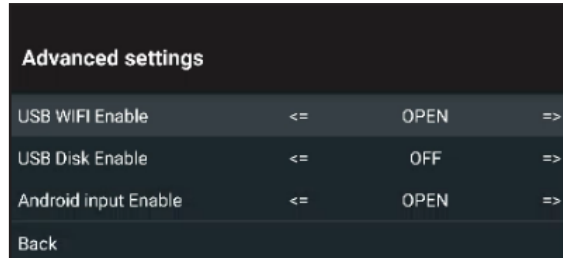 Advanced settings
USB WIFI Enable <= OPEN =>
USB Disk Enable <= OFF =>
Android input Enable <= OPEN =>
Back